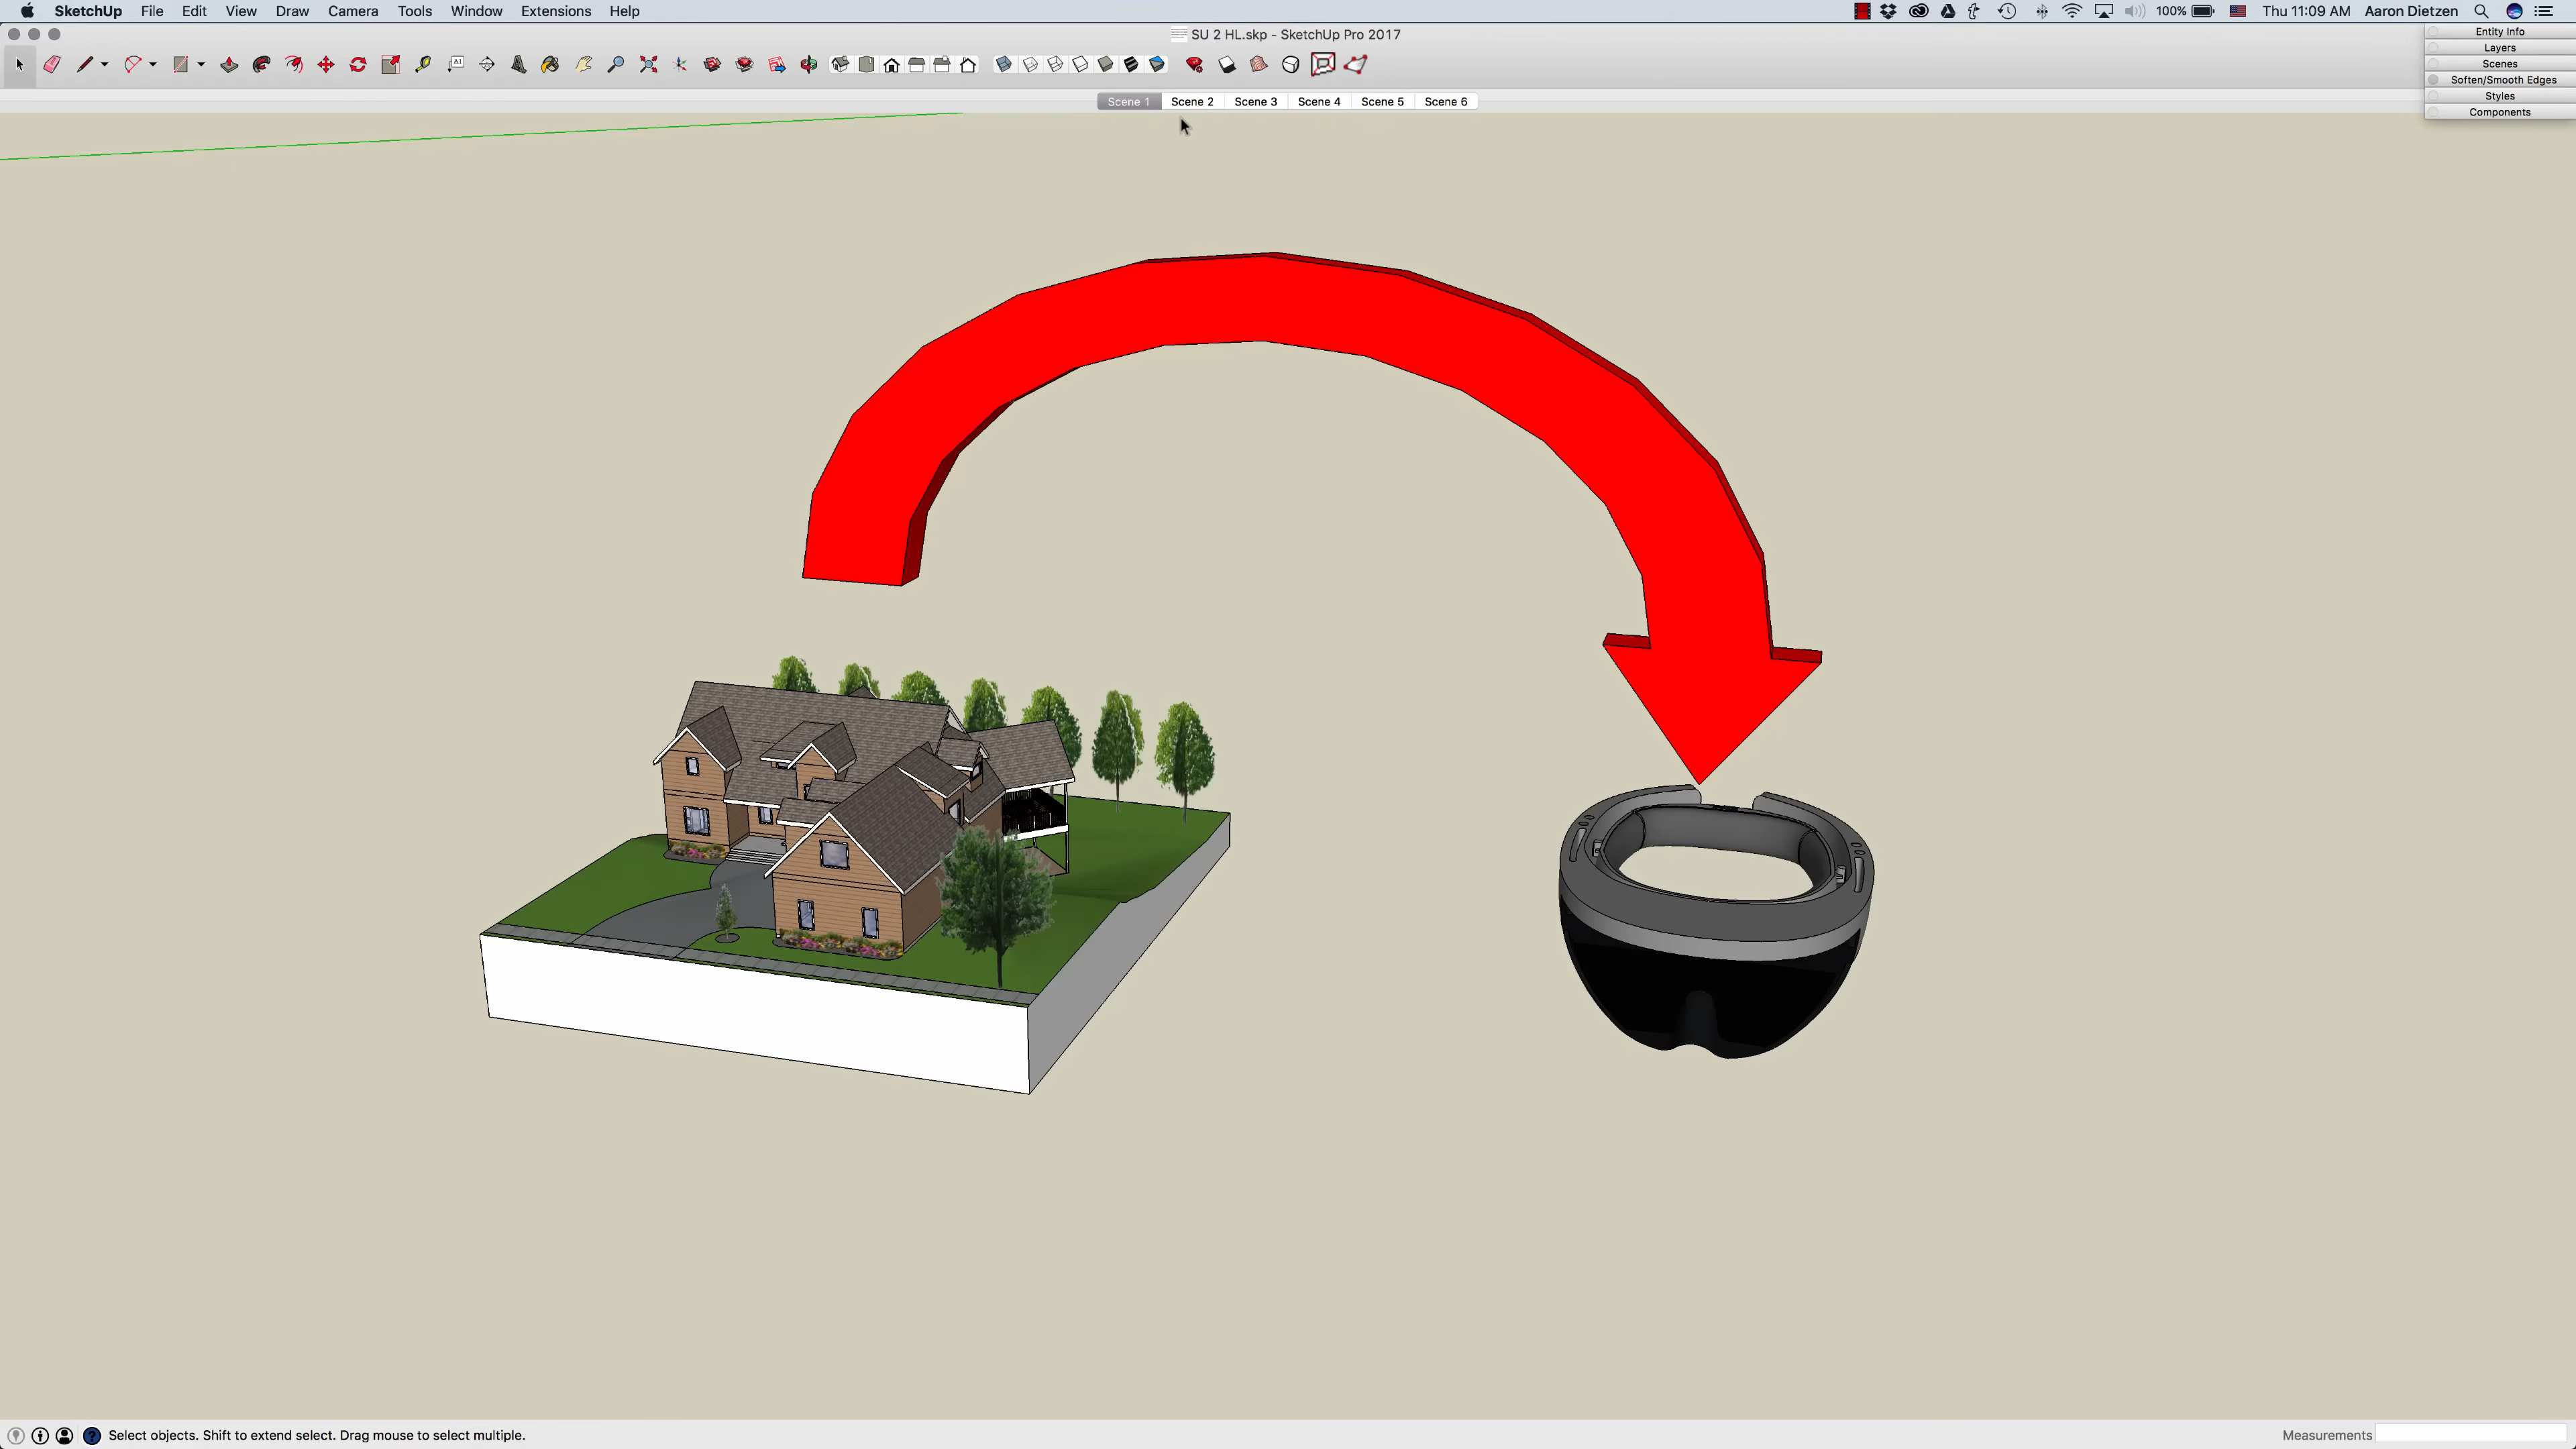 SketchUp File Edit View Draw Camera Tools Window Extensions Help 100% Thu 11:09 AM Aaron Dietzen
SU 2 HL.skp - SketchUp Pro 2017
Entity Info
Layers
Scenes
Soften/Smooth Edges
Styles
Components
Scene 1 Scene 2 Scene 3 Scene 4 Scene 5 Scene 6
Select objects. Shift to extend select. Drag mouse to select multiple. Measurements